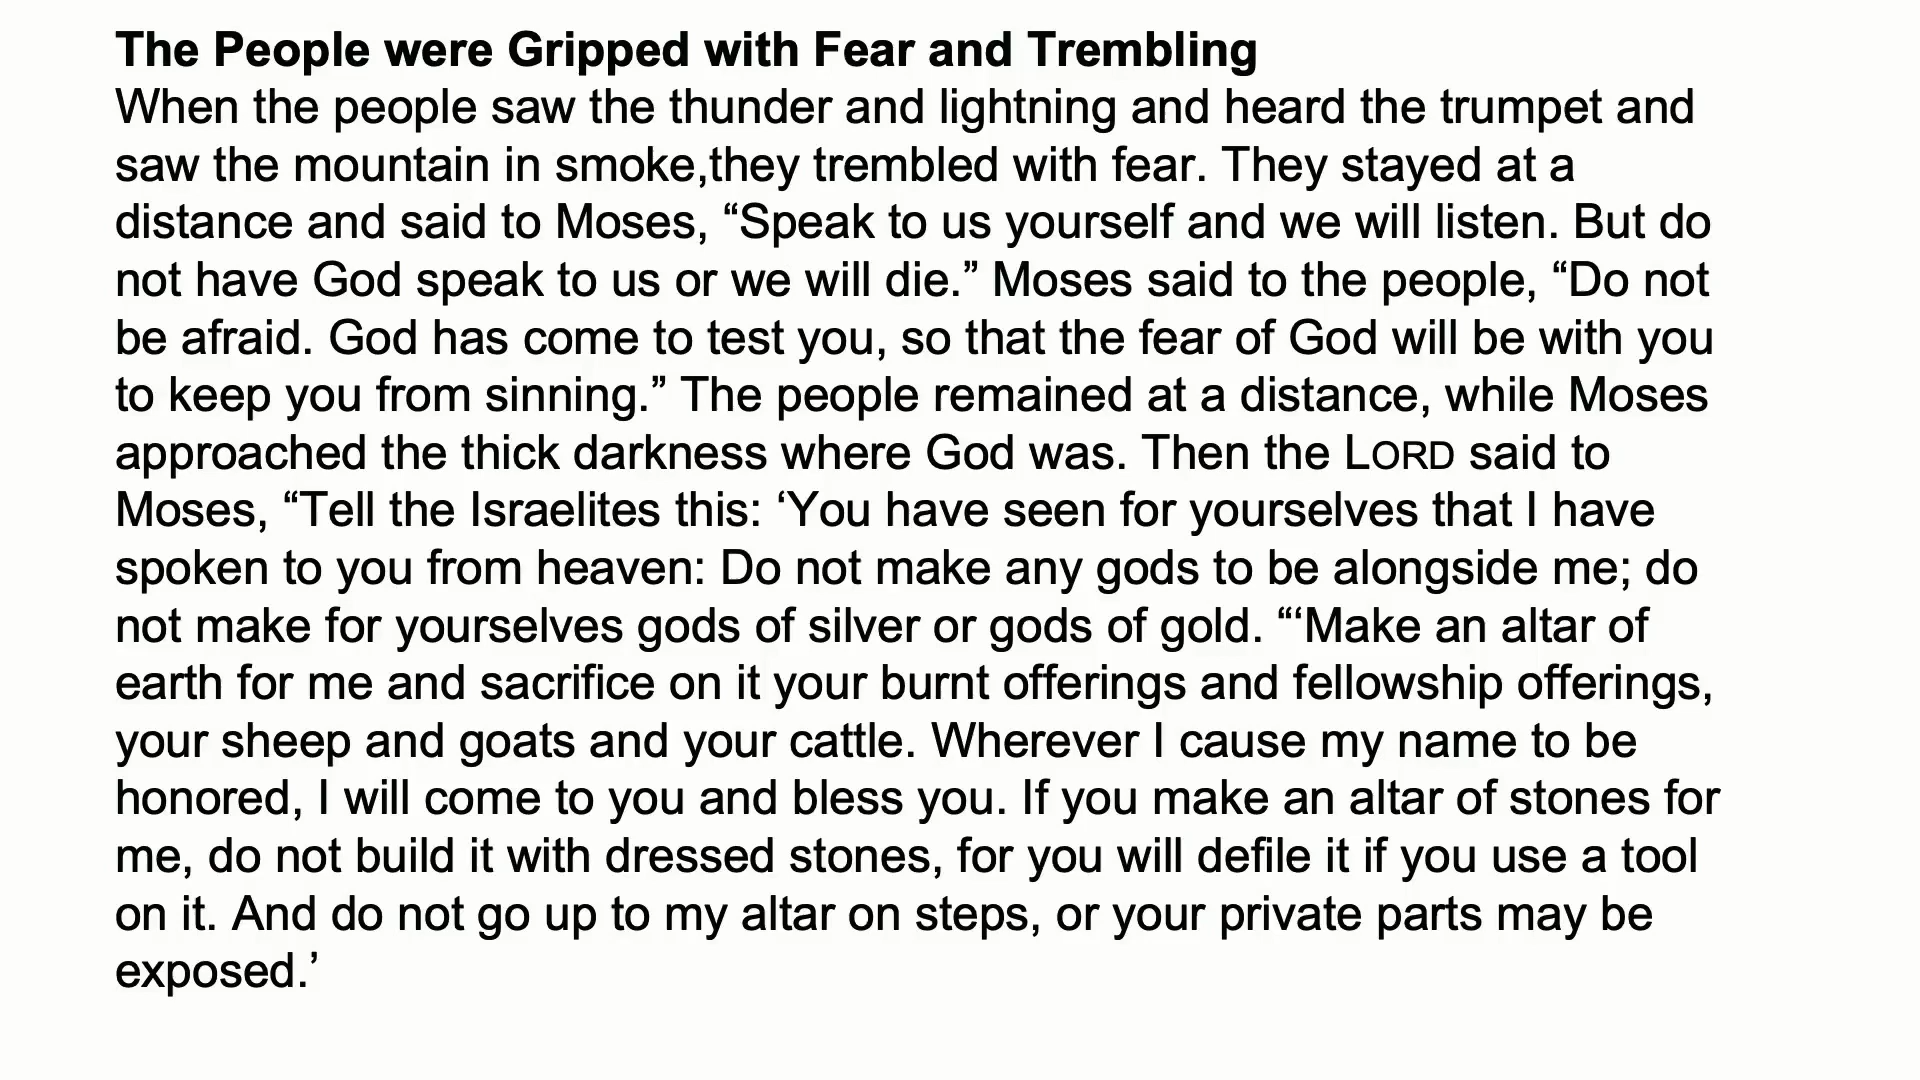 The People were Gripped with Fear and Trembling
When the people saw the thunder and lightning and heard the trumpet and
saw the mountain in smoke,they trembled with fear. They stayed at a
distance and said to Moses, “Speak to us yourself and we will listen. But do
not have God speak to us or we will die.” Moses said to the people, “Do not
be afraid. God has come to test you, so that the fear of God will be with you
to keep you from sinning.” The people remained at a distance, while Moses
approached the thick darkness where God was. Then the LORD said to
Moses, “Tell the Israelites this: ‘You have seen for yourselves that I have
spoken to you from heaven: Do not make any gods to be alongside me; do
not make for yourselves gods of silver or gods of gold. “‘Make an altar of
earth for me and sacrifice on it your burnt offerings and fellowship offerings,
your sheep and goats and your cattle. Wherever I cause my name to be
honored, I will come to you and bless you. If you make an altar of stones for
me, do not build it with dressed stones, for you will defile it if you use a tool
on it. And do not go up to my altar on steps, or your private parts may be
exposed.’